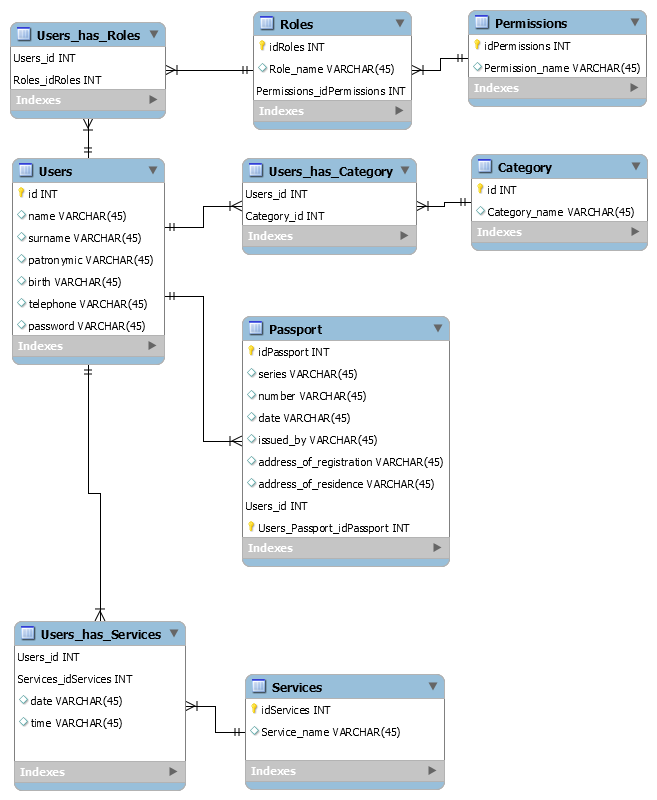 Users_has_Roles
Users_id INT
Roles_idRoles INT
Indexes
Roles
idRoles INT
Role_name VARCHAR(45)
Permissions_idPermissions INT
Indexes
Permissions
idPermissions INT
Permission_name VARCHAR(45)
Indexes
Users
id INT
name VARCHAR(45)
surname VARCHAR(45)
patronymic VARCHAR(45)
birth VARCHAR(45)
telephone VARCHAR(45)
password VARCHAR(45)
Indexes
Users_has_Category
Users_id INT
Category_id INT
Indexes
Category
id INT
Category_name VARCHAR(45)
Indexes
Passport
idPassport INT
series VARCHAR(45)
number VARCHAR(45)
date VARCHAR(45)
issued_by VARCHAR(45)
address_of_registration VARCHAR(45)
address_of_residence VARCHAR(45)
Users_id INT
Users_Passport_idPassport INT
Indexes
Users_has_Services
Users_id INT
Services_idServices INT
date VARCHAR(45)
time VARCHAR(45)
Indexes
Services
idServices INT
Service_name VARCHAR(45)
Indexes